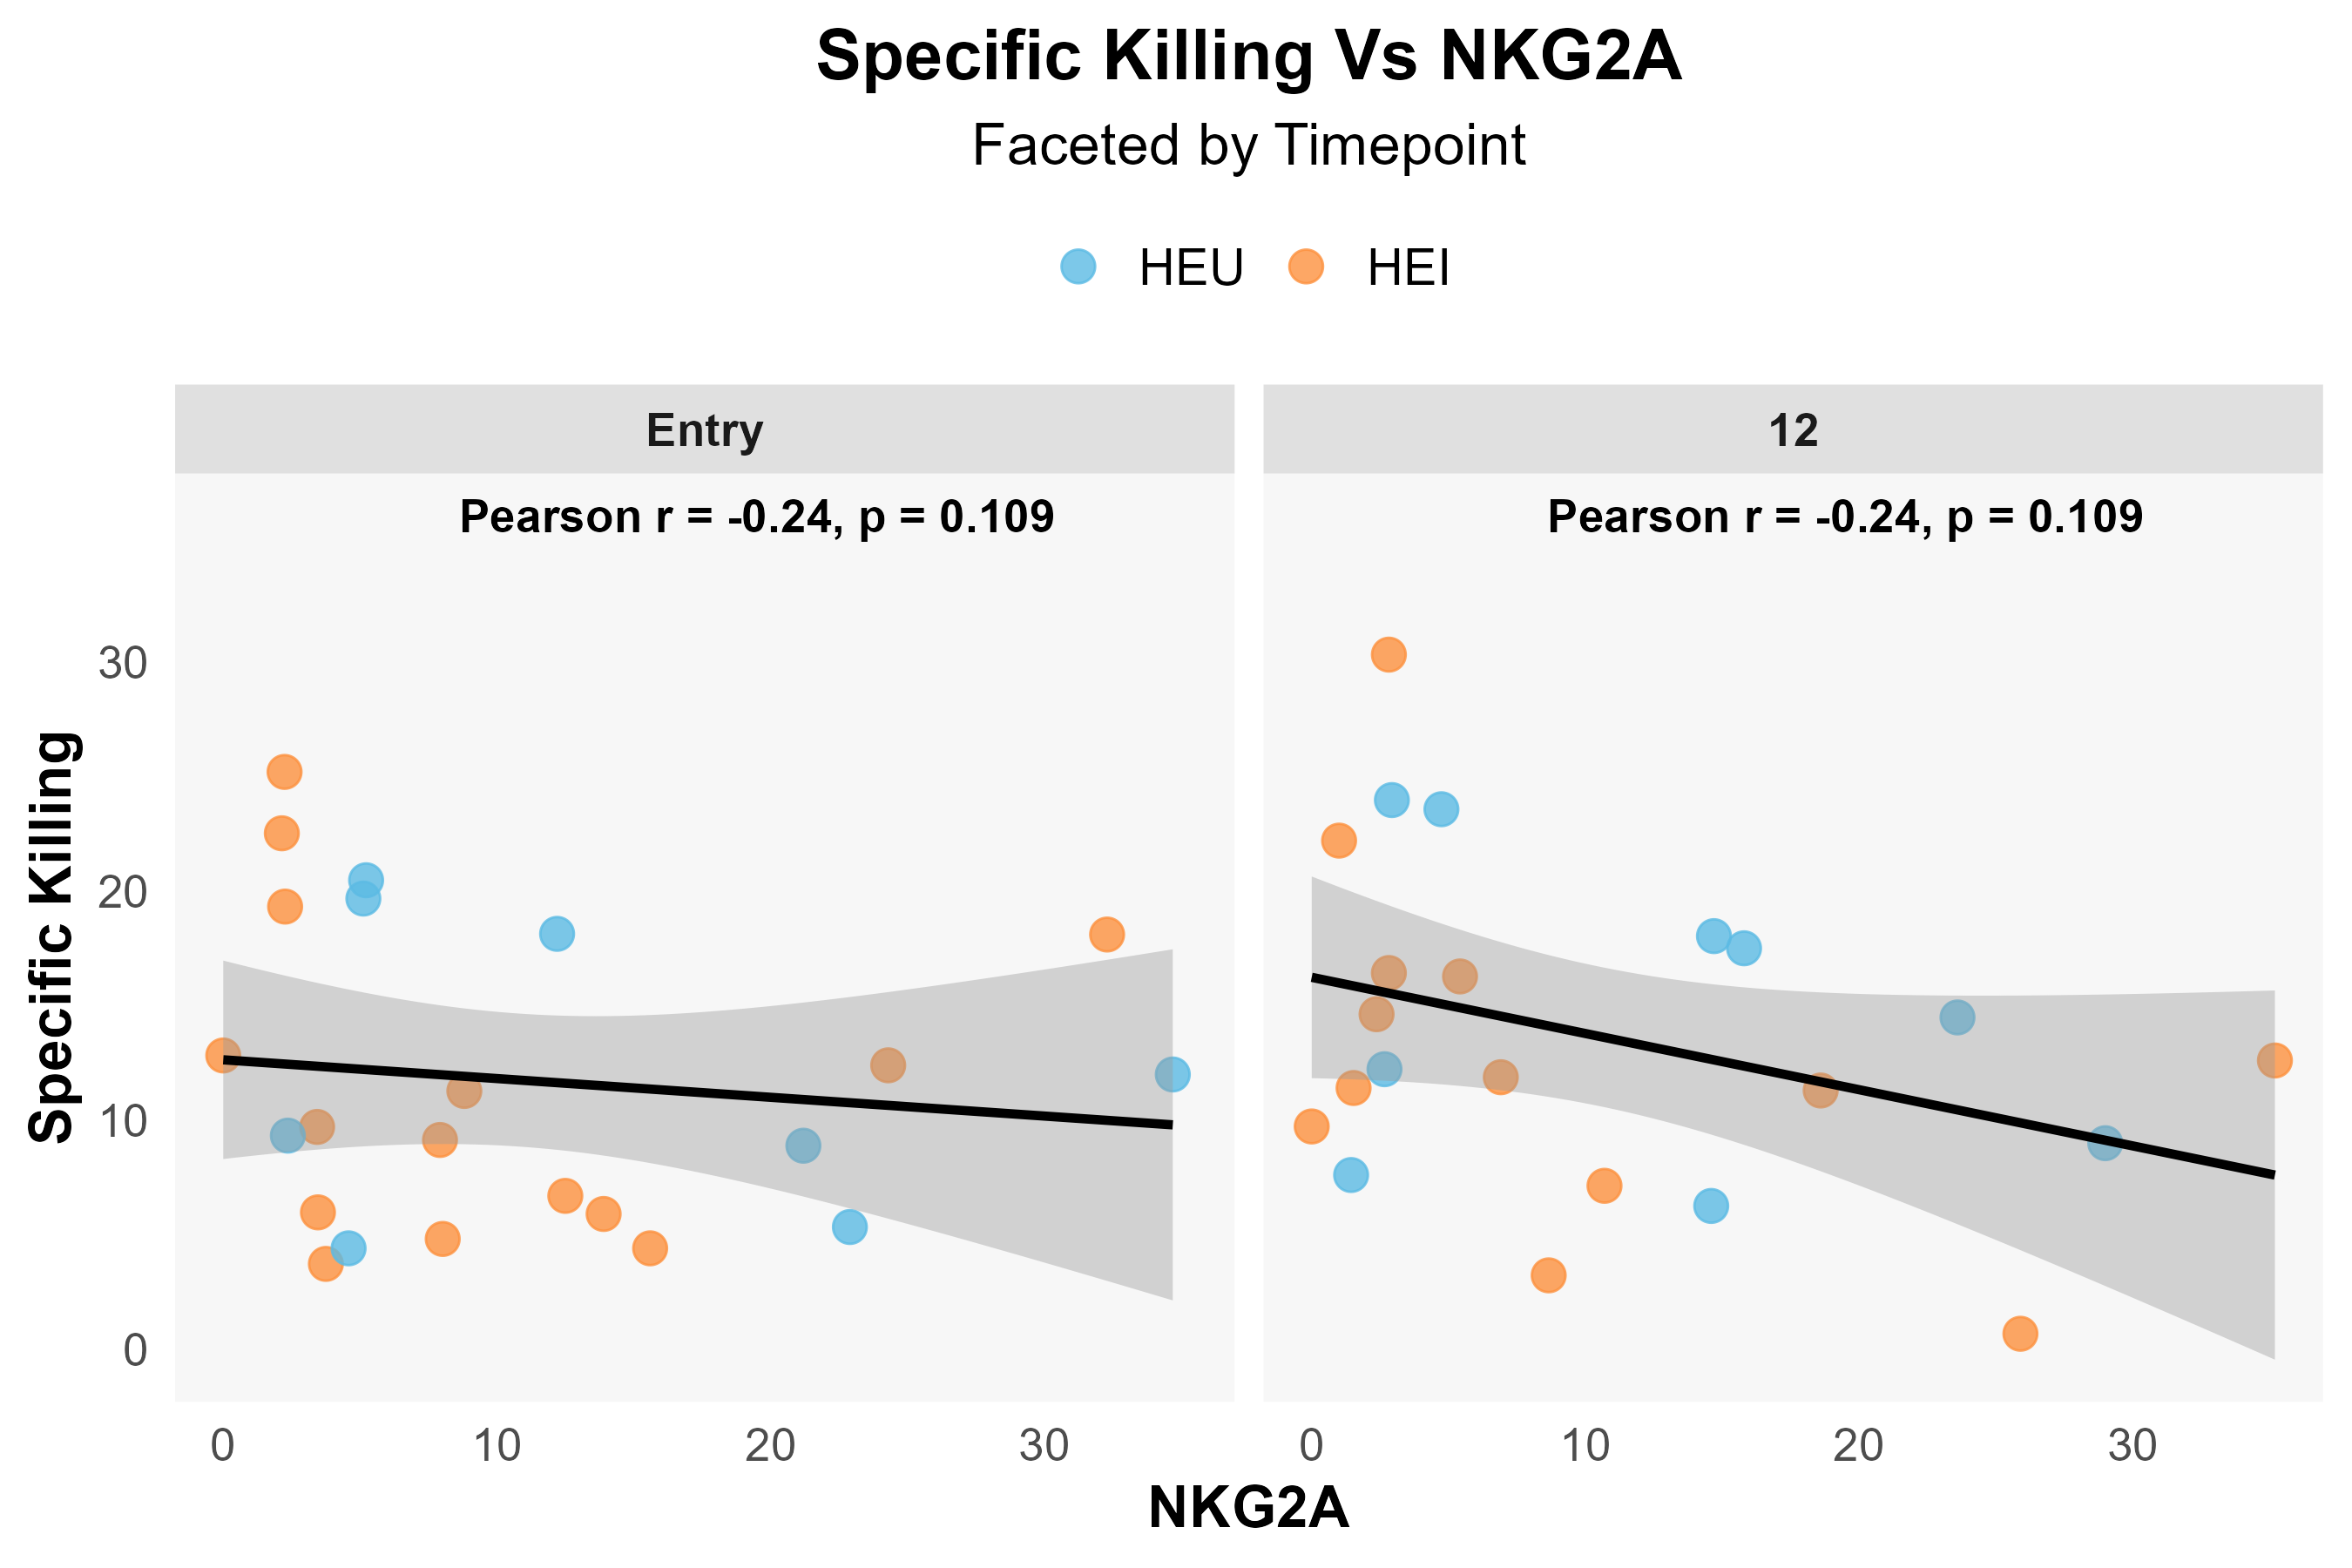 Specific Killing Vs NKG2A
Faceted by Timepoint
HEU HEI
Entry 12
Pearson r = -0.24, p = 0.109 Pearson r = -0.24, p = 0.109
30
20
10
0
Specific Killing
0 10 20 30 0 10 20 30
NKG2A